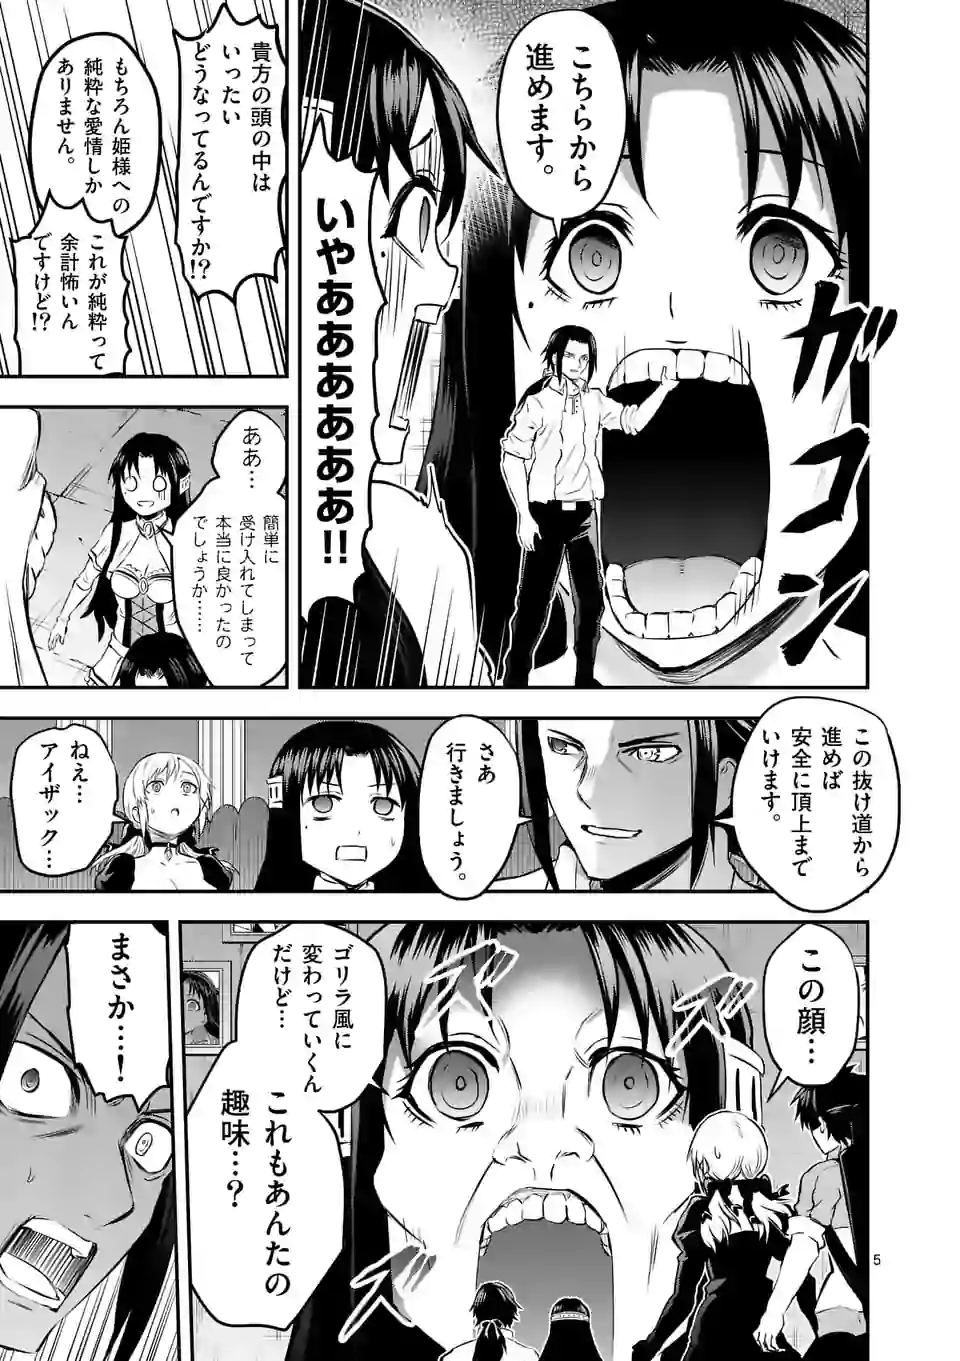 こちらから
進めます。
ガコン
いやあああああああ!!
貴方の頭の中は
いったい
どうなってるんですか!?
もちろん姫様への
純粋な愛情しか
ありません。
これが純粋って
余計怖いん
ですけど!?
ああ…
簡単に
受け入れてしまって
本当に良かったの
でしょうか……
この抜け道から
進めば
安全に頂上まで
いけます。
さあ
行きましょう。
ねえ…
アイザック…
この顔…
ズズ
ズズ
ゴリラ風に
変わっていくん
だけど…
これもあんたの
趣味…?
まさか…!
5